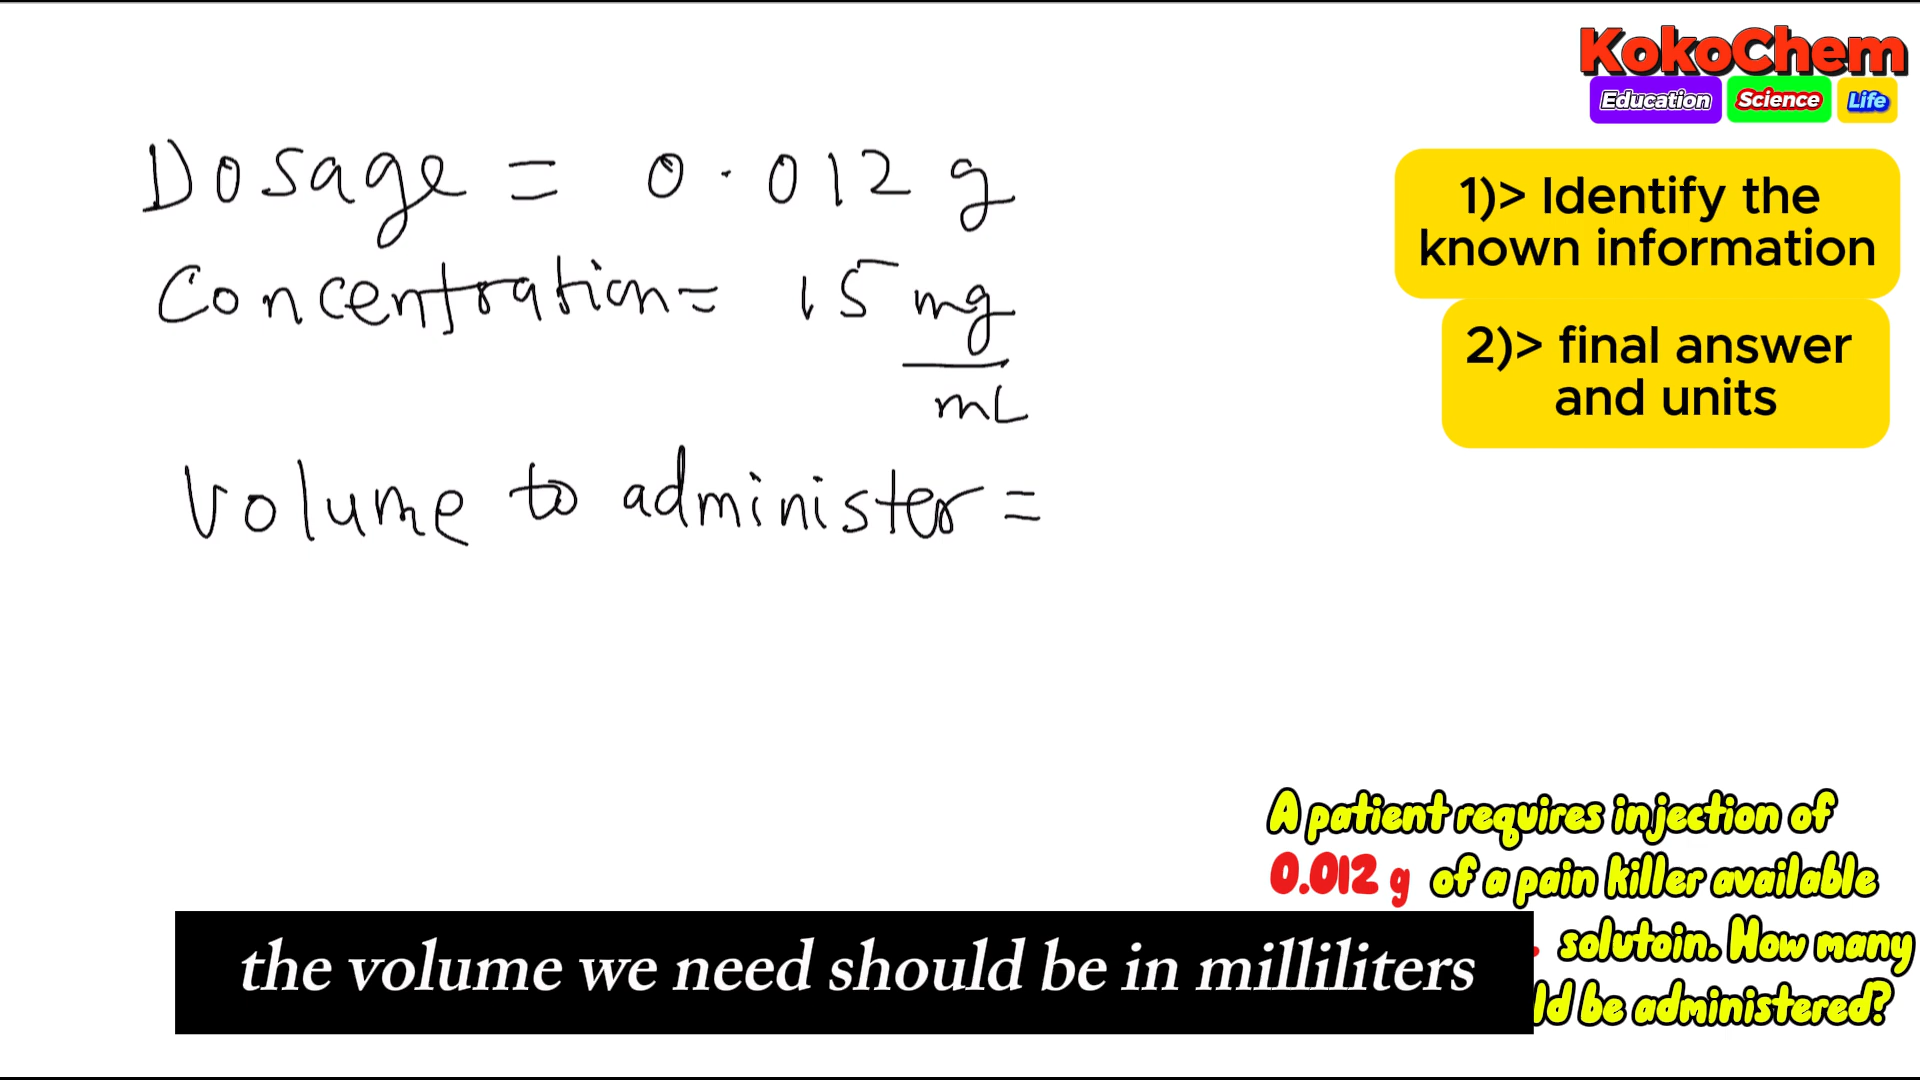 KokoChem
Education Science Life
Dosage = 0.012 g
1)> Identify the
known information
Concentration = 15 mg
mL
2)> final answer
and units
Volume to administer =
A patient requires injection of
0.012 g of a pain killer available
solutoin. How many
ld be administered?
the volume we need should be in milliliters